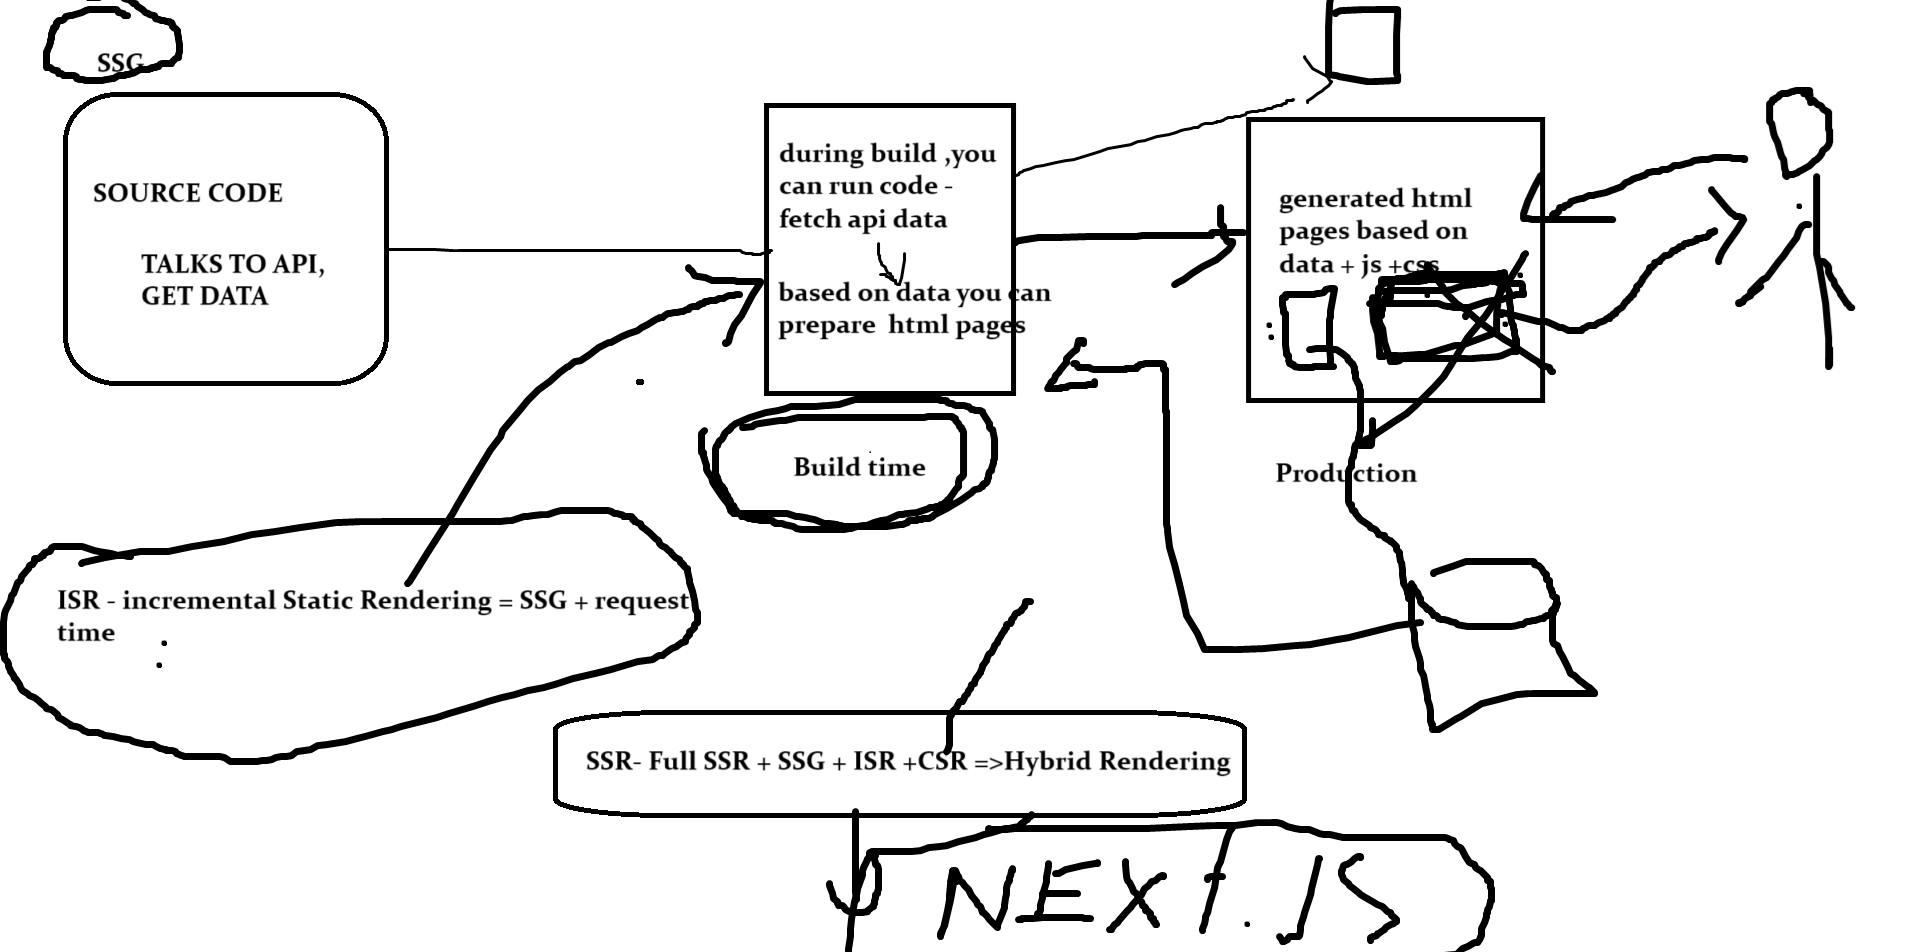 SSG
SOURCE CODE
TALKS TO API,
GET DATA
during build ,you
can run code -
fetch api data
based on data you can
prepare html pages
generated html
pages based on
data + js +css
Build time
Production
ISR - incremental Static Rendering = SSG + request
time
SSR- Full SSR + SSG + ISR +CSR =>Hybrid Rendering
NEXT.JS